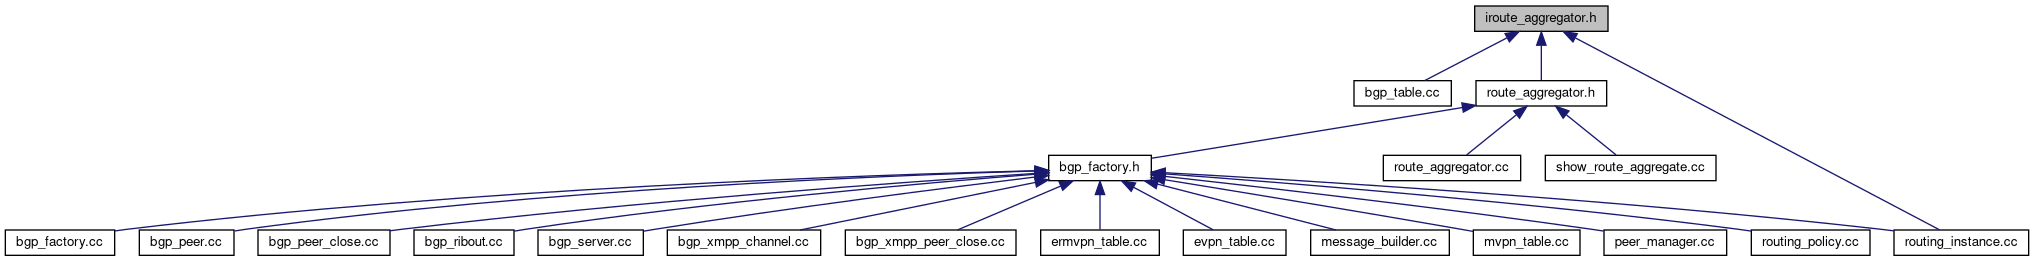 iroute_aggregator.h
bgp_table.cc
route_aggregator.h
bgp_factory.h
route_aggregator.cc
show_route_aggregate.cc
bgp_factory.cc
bgp_peer.cc
bgp_peer_close.cc
bgp_ribout.cc
bgp_server.cc
bgp_xmpp_channel.cc
bgp_xmpp_peer_close.cc
ermvpn_table.cc
evpn_table.cc
message_builder.cc
mvpn_table.cc
peer_manager.cc
routing_policy.cc
routing_instance.cc